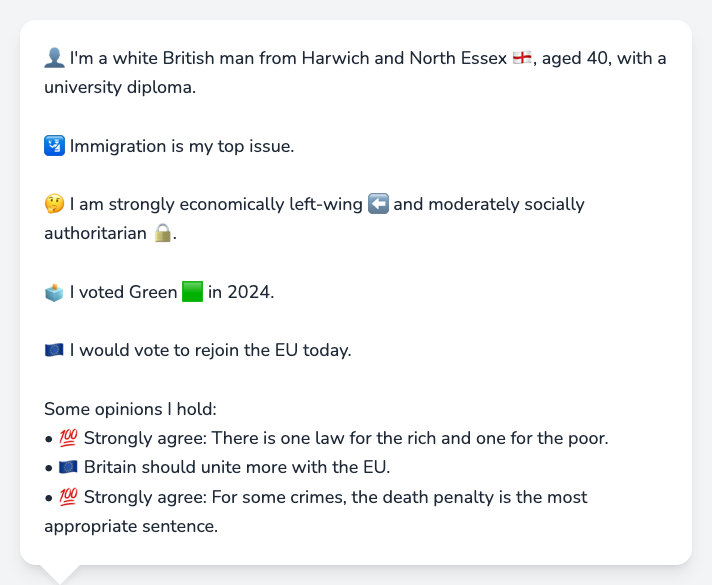 👤 I'm a white British man from Harwich and North Essex 🏴󠁧󠁢󠁥󠁮󠁧󠁿, aged 40, with a
university diploma.
🛂 Immigration is my top issue.
🤔 I am strongly economically left-wing ⬅️ and moderately socially
authoritarian 🔒.
🗳️ I voted Green 🟩 in 2024.
🇪🇺 I would vote to rejoin the EU today.
Some opinions I hold:
• 💯 Strongly agree: There is one law for the rich and one for the poor.
• 🇪🇺 Britain should unite more with the EU.
• 💯 Strongly agree: For some crimes, the death penalty is the most
appropriate sentence.